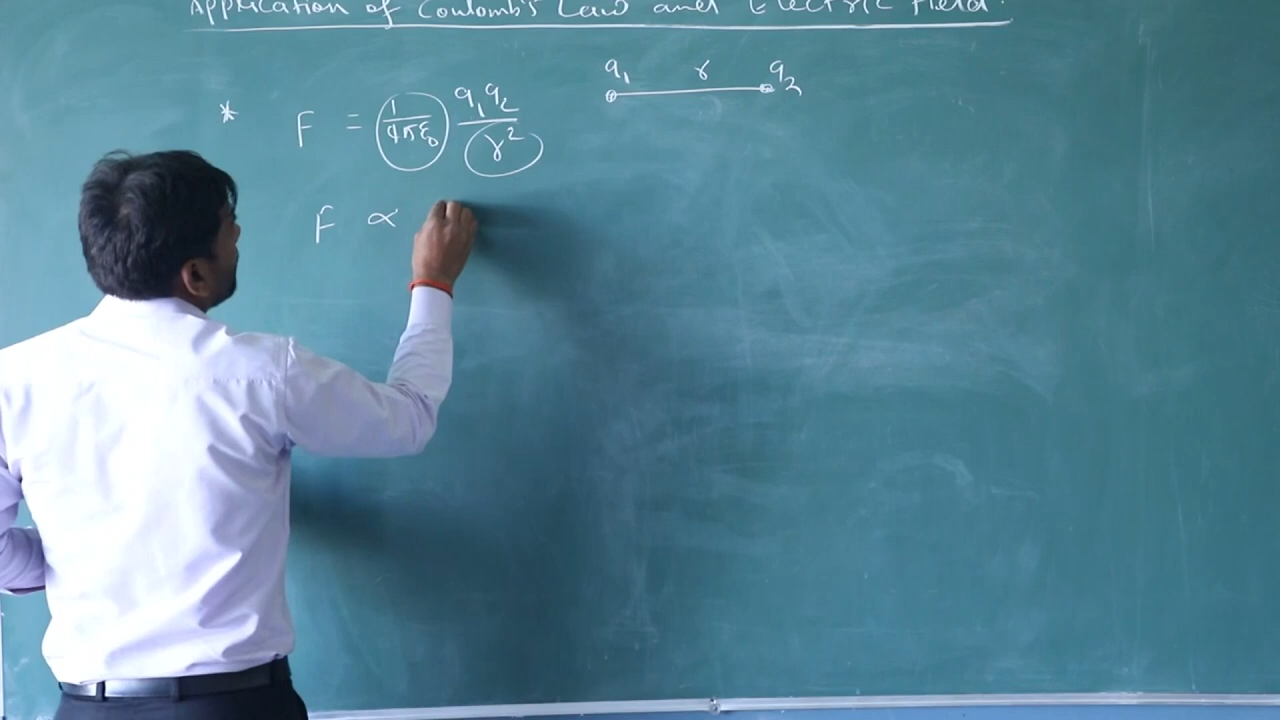 Application of Coulomb's Law and Electric Field.
q₁ r q₂
* F = 1/4πε₀ q₁q₂/r²
F ∝